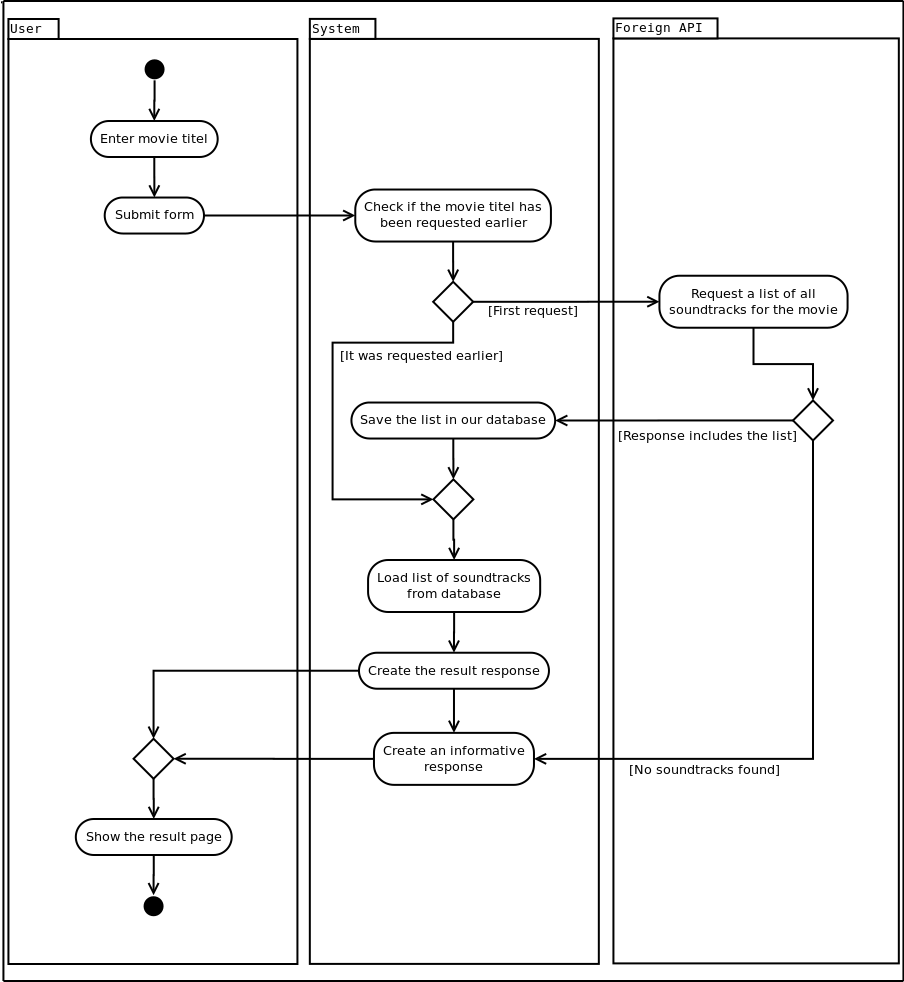 User
System
Foreign API
Enter movie titel
Submit form
Check if the movie titel has
been requested earlier
Request a list of all
soundtracks for the movie
[First request]
[It was requested earlier]
Save the list in our database
[Response includes the list]
Load list of soundtracks
from database
Create the result response
Create an informative
response
[No soundtracks found]
Show the result page